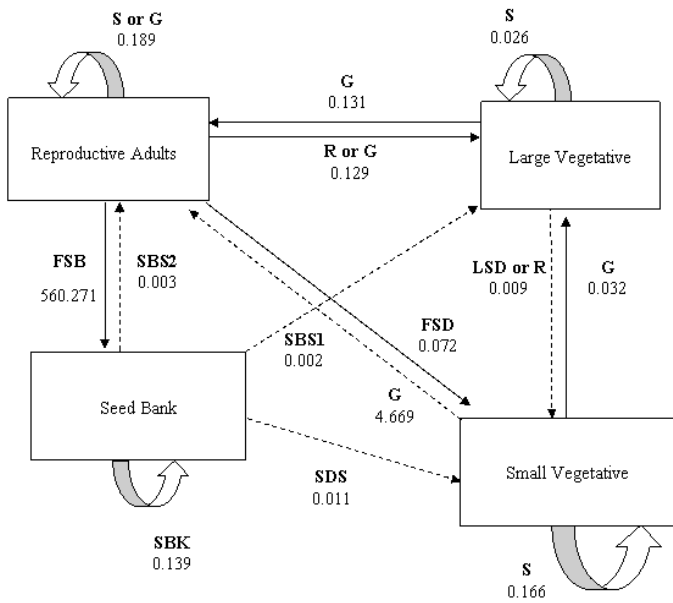 S or G
0.189
S
0.026
G
0.131
Reproductive Adults
Large Vegetative
R or G
0.129
FSB
560.271
SBS2
0.003
LSD or R
0.009
G
0.032
SBS1
0.002
FSD
0.072
G
4.669
Seed Bank
SDS
0.011
Small Vegetative
SBK
0.139
S
0.166